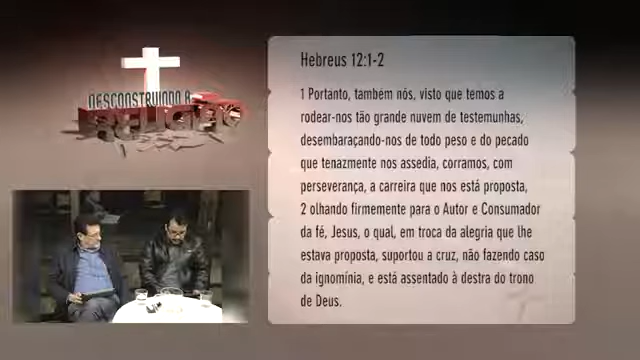 DESCONSTRUINDO A
RELIGIÃO
Hebreus 12:1-2
1 Portanto, também nós, visto que temos a
rodear-nos tão grande nuvem de testemunhas,
desembaraçando-nos de todo peso e do pecado
que tenazmente nos assedia, corramos, com
perseverança, a carreira que nos está proposta,
2 olhando firmemente para o Autor e Consumador
da fé, Jesus, o qual, em troca da alegria que lhe
estava proposta, suportou a cruz, não fazendo caso
da ignomínia, e está assentado à destra do trono
de Deus.